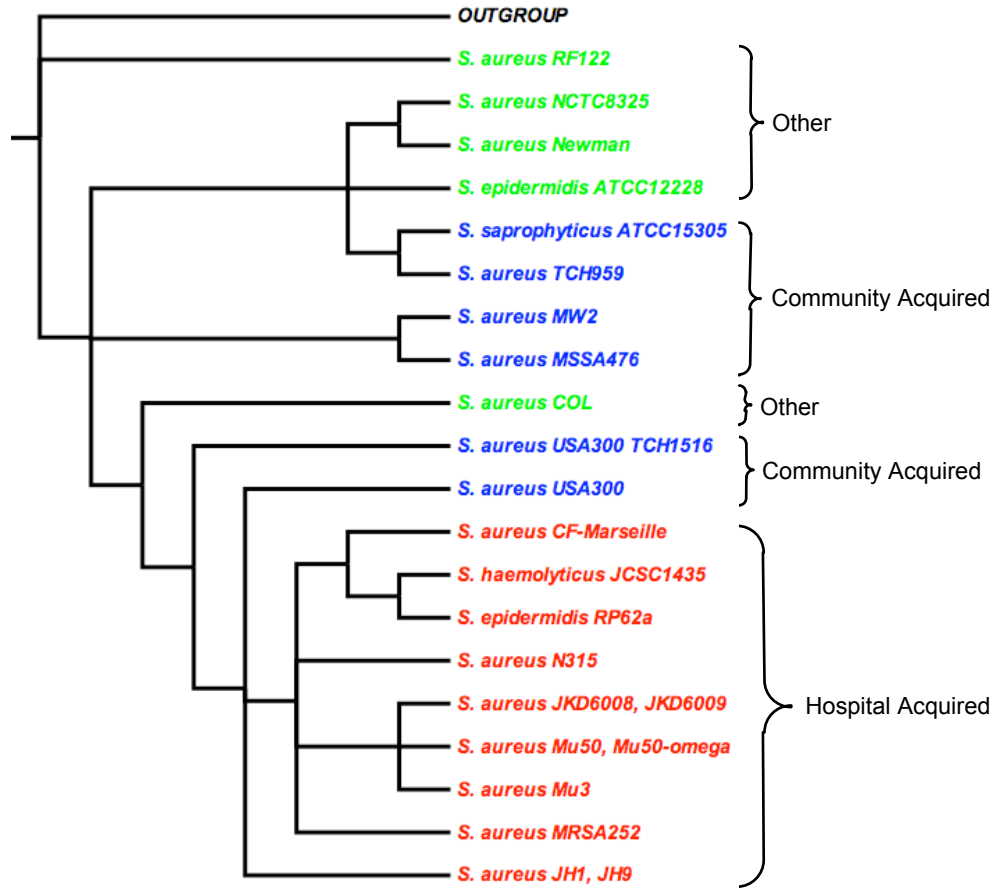 OUTGROUP
S. aureus RF122
S. aureus NCTC8325
Other
S. aureus Newman
S. epidermidis ATCC12228
S. saprophyticus ATCC15305
S. aureus TCH959
Community Acquired
S. aureus MW2
S. aureus MSSA476
S. aureus COL
Other
S. aureus USA300 TCH1516
Community Acquired
S. aureus USA300
S. aureus CF-Marseille
S. haemolyticus JCSC1435
S. epidermidis RP62a
S. aureus N315
S. aureus JKD6008, JKD6009
Hospital Acquired
S. aureus Mu50, Mu50-omega
S. aureus Mu3
S. aureus MRSA252
S. aureus JH1, JH9